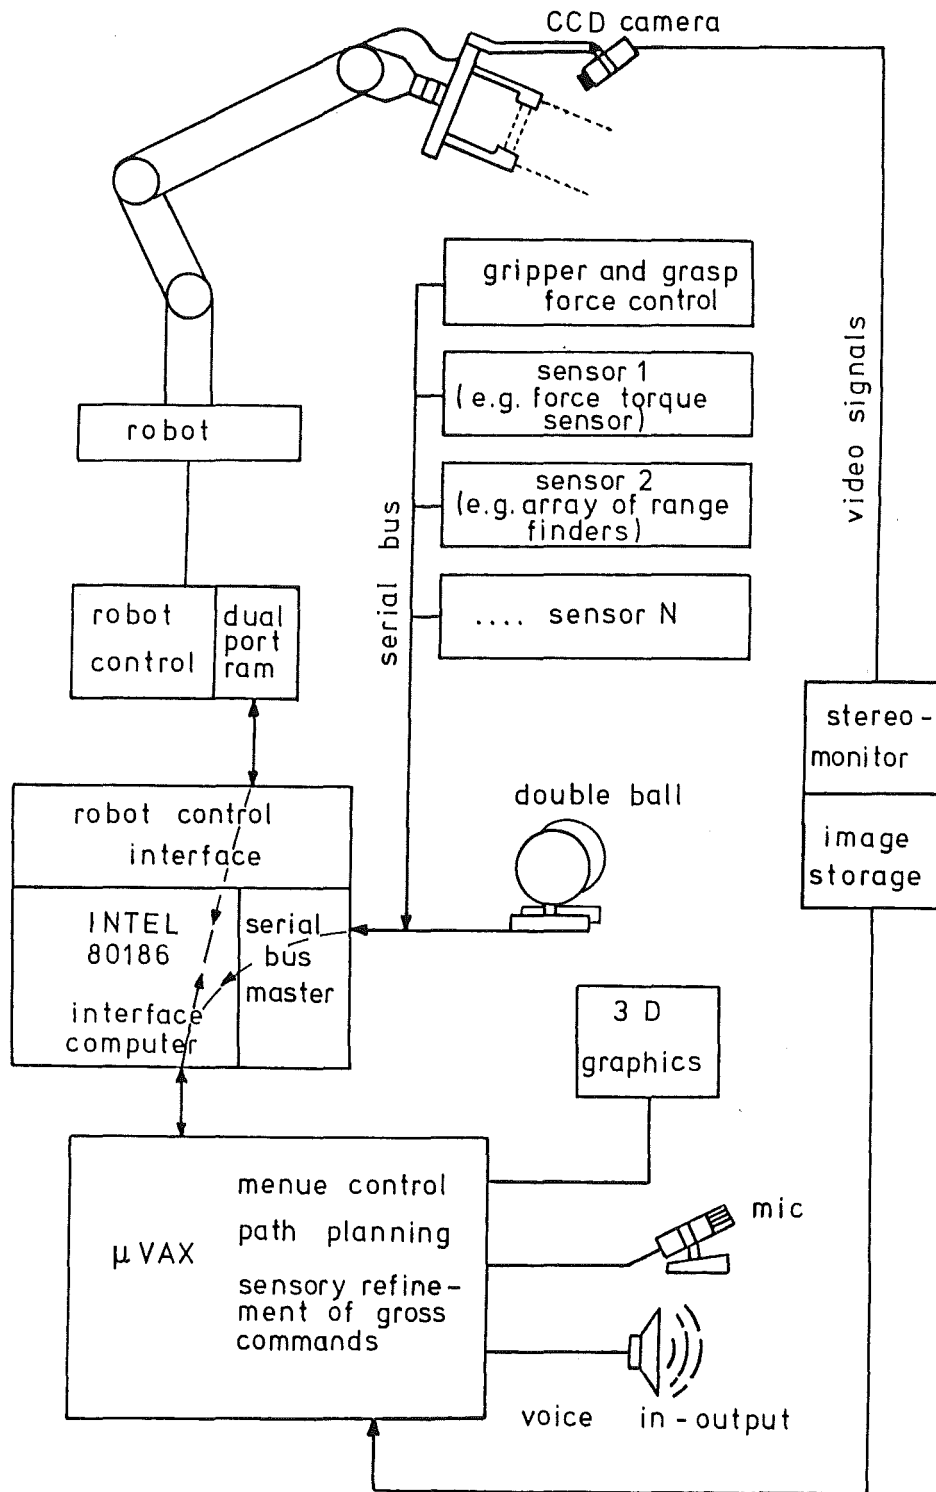 CCD camera
gripper and grasp
force control
sensor 1
(e.g. force torque
sensor)
sensor 2
(e.g. array of range
finders)
.... sensor N
serial bus
video signals
robot
robot
control
dual
port
ram
stereo-
monitor
image
storage
double ball
robot control
interface
INTEL
80186
interface
computer
serial
bus
master
3 D
graphics
μVAX
menue control
path planning
sensory refine-
ment of gross
commands
mic
voice in-output